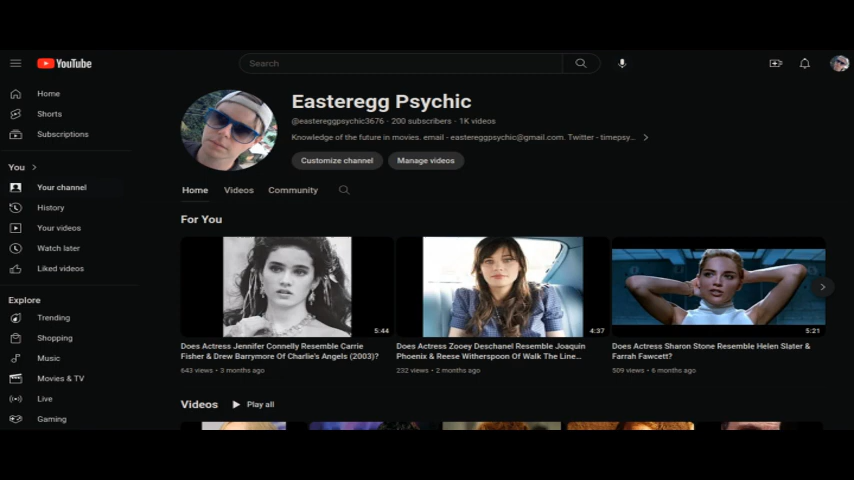 YouTube
Search
Home
Shorts
Subscriptions
You
Your channel
History
Your videos
Watch later
Liked videos
Explore
Trending
Shopping
Music
Movies & TV
Live
Gaming
Easteregg Psychic
@eastereggpsychic3676 · 200 subscribers · 1K videos
Knowledge of the future in movies. email - eastereggpsychic@gmail.com. Twitter - timepsy...
Customize channel Manage videos
Home Videos Community
For You
5:44
Does Actress Jennifer Connelly Resemble Carrie
Fisher & Drew Barrymore Of Charlie's Angels (2003)?
643 views • 3 months ago
4:37
Does Actress Zooey Deschanel Resemble Joaquin
Phoenix & Reese Witherspoon Of Walk The Line...
232 views • 2 months ago
5:21
Does Actress Sharon Stone Resemble Helen Slater &
Farrah Fawcett?
509 views • 6 months ago
Videos Play all